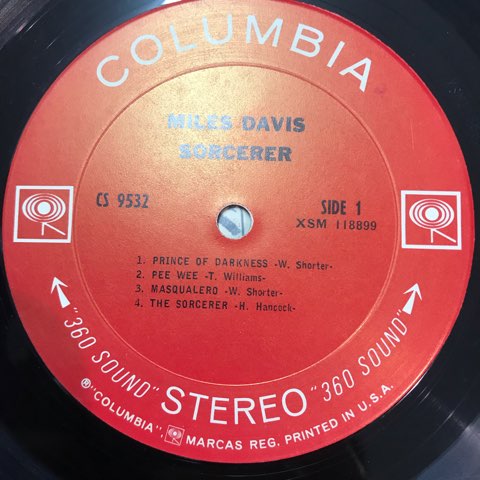 COLUMBIA
MILES DAVIS
SORCERER
CS 9532
SIDE 1
XSM 118899
1. PRINCE OF DARKNESS -W. Shorter-
2. PEE WEE -T. Williams-
3. MASQUALERO -W. Shorter-
4. THE SORCERER -H. Hancock-
"360 SOUND" STEREO "360 SOUND"
℗"COLUMBIA", MARCAS REG. PRINTED IN U.S.A.